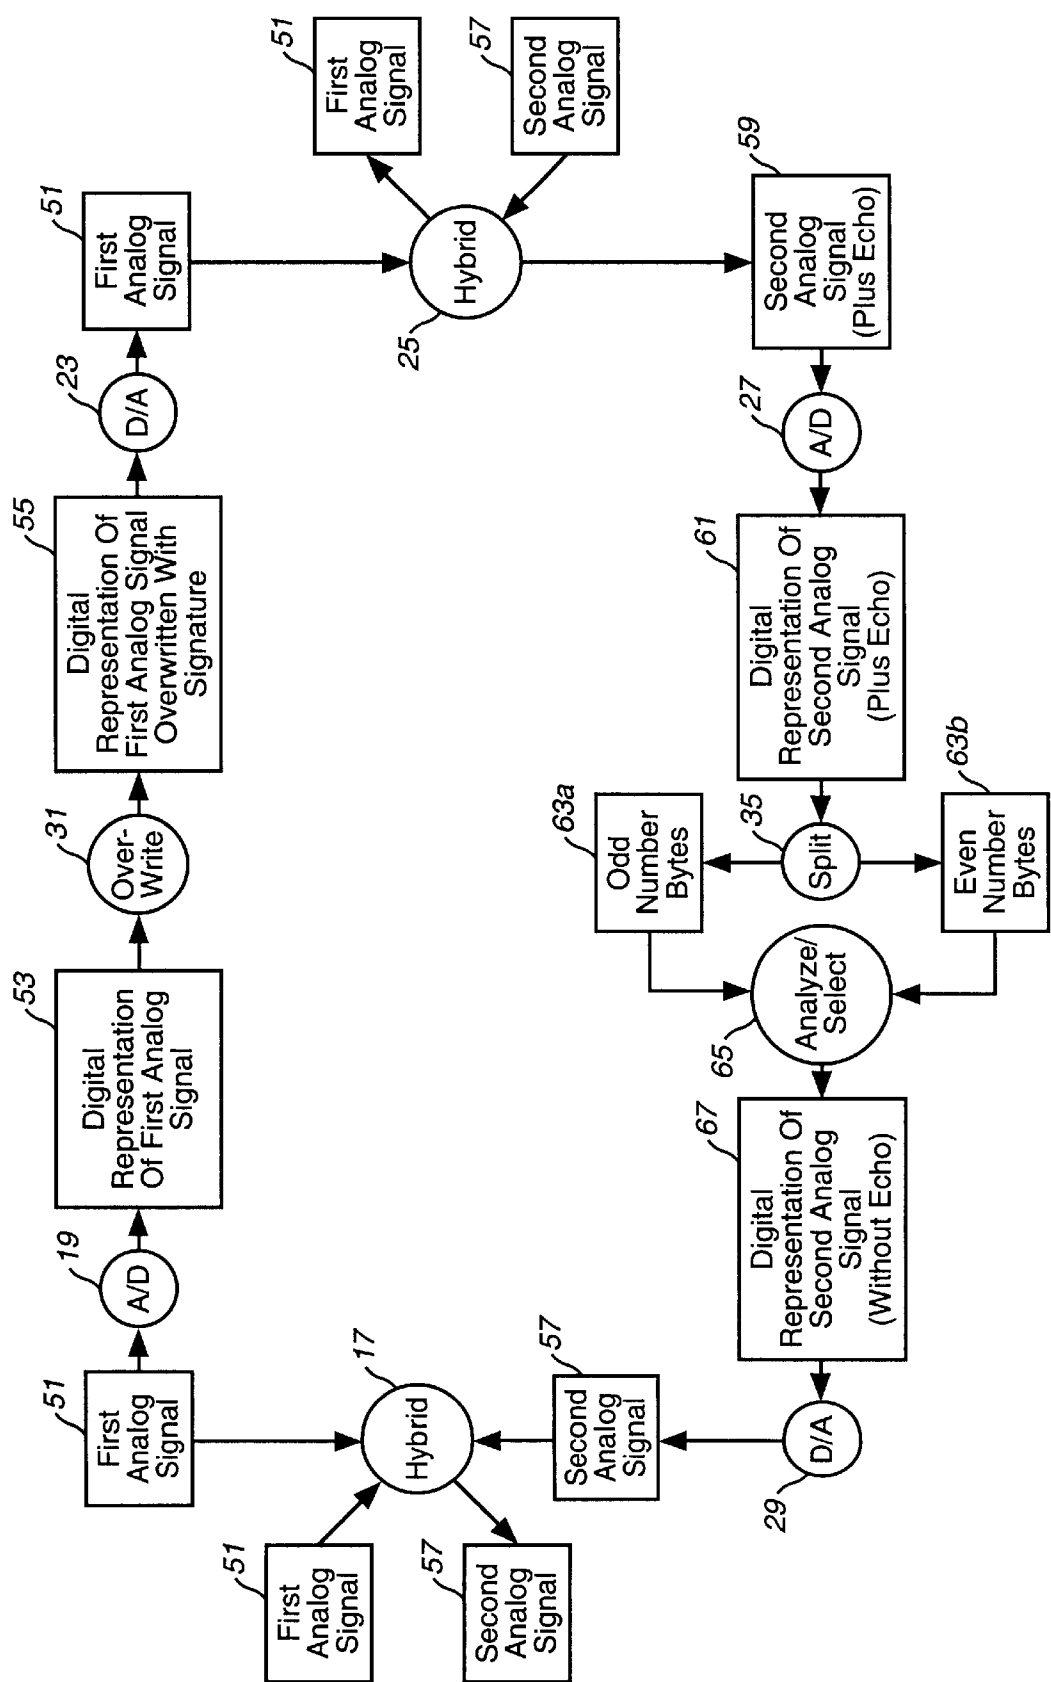 51
First
Analog
Signal
57
Second
Analog
Signal
17
Hybrid
51
First
Analog
Signal
19
A/D
53
Digital
Representation
Of First Analog
Signal
31
Over-
Write
55
Digital
Representation Of
First Analog Signal
Overwritten With
Signature
23
D/A
51
First
Analog
Signal
25
Hybrid
51
First
Analog
Signal
57
Second
Analog
Signal
59
Second
Analog
Signal
(Plus Echo)
27
A/D
61
Digital
Representation Of
Second Analog
Signal
(Plus Echo)
35
Split
63a
Odd
Number
Bytes
63b
Even
Number
Bytes
65
Analyze/
Select
67
Digital
Representation Of
Second Analog
Signal
(Without Echo)
29
D/A
57
Second
Analog
Signal